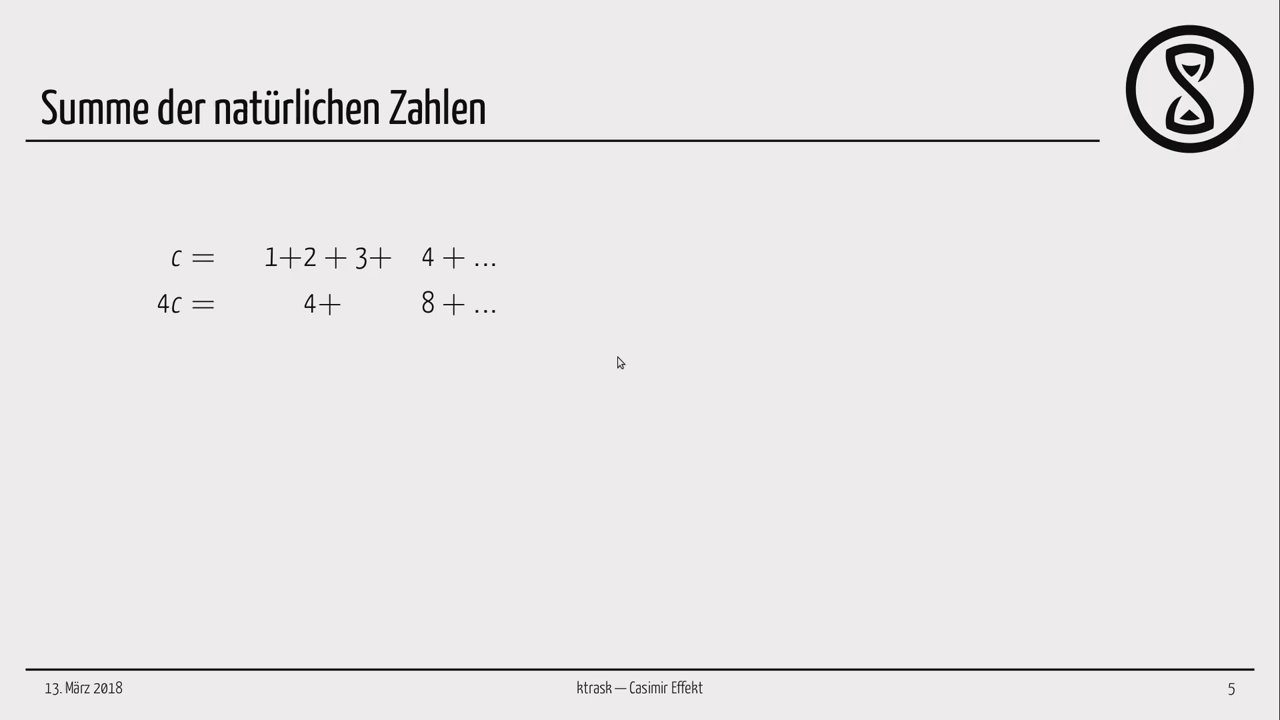 Summe der natürlichen Zahlen
c = 1+2 + 3+ 4 + ...
4c = 4+ 8 + ...
13. März 2018 ktrask — Casimir Effekt 5